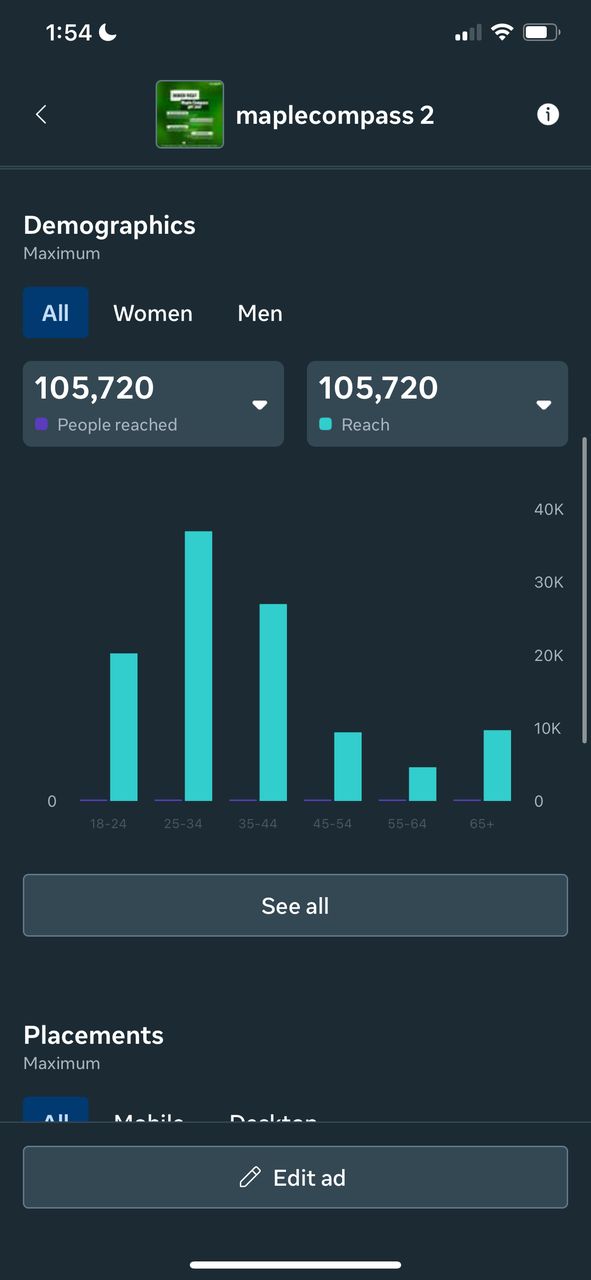 1:54
maplecompass 2
Demographics
Maximum
All Women Men
105,720
People reached
105,720
Reach
40K
30K
20K
10K
0 0
18-24 25-34 35-44 45-54 55-64 65+
See all
Placements
Maximum
All Mobile Desktop
Edit ad